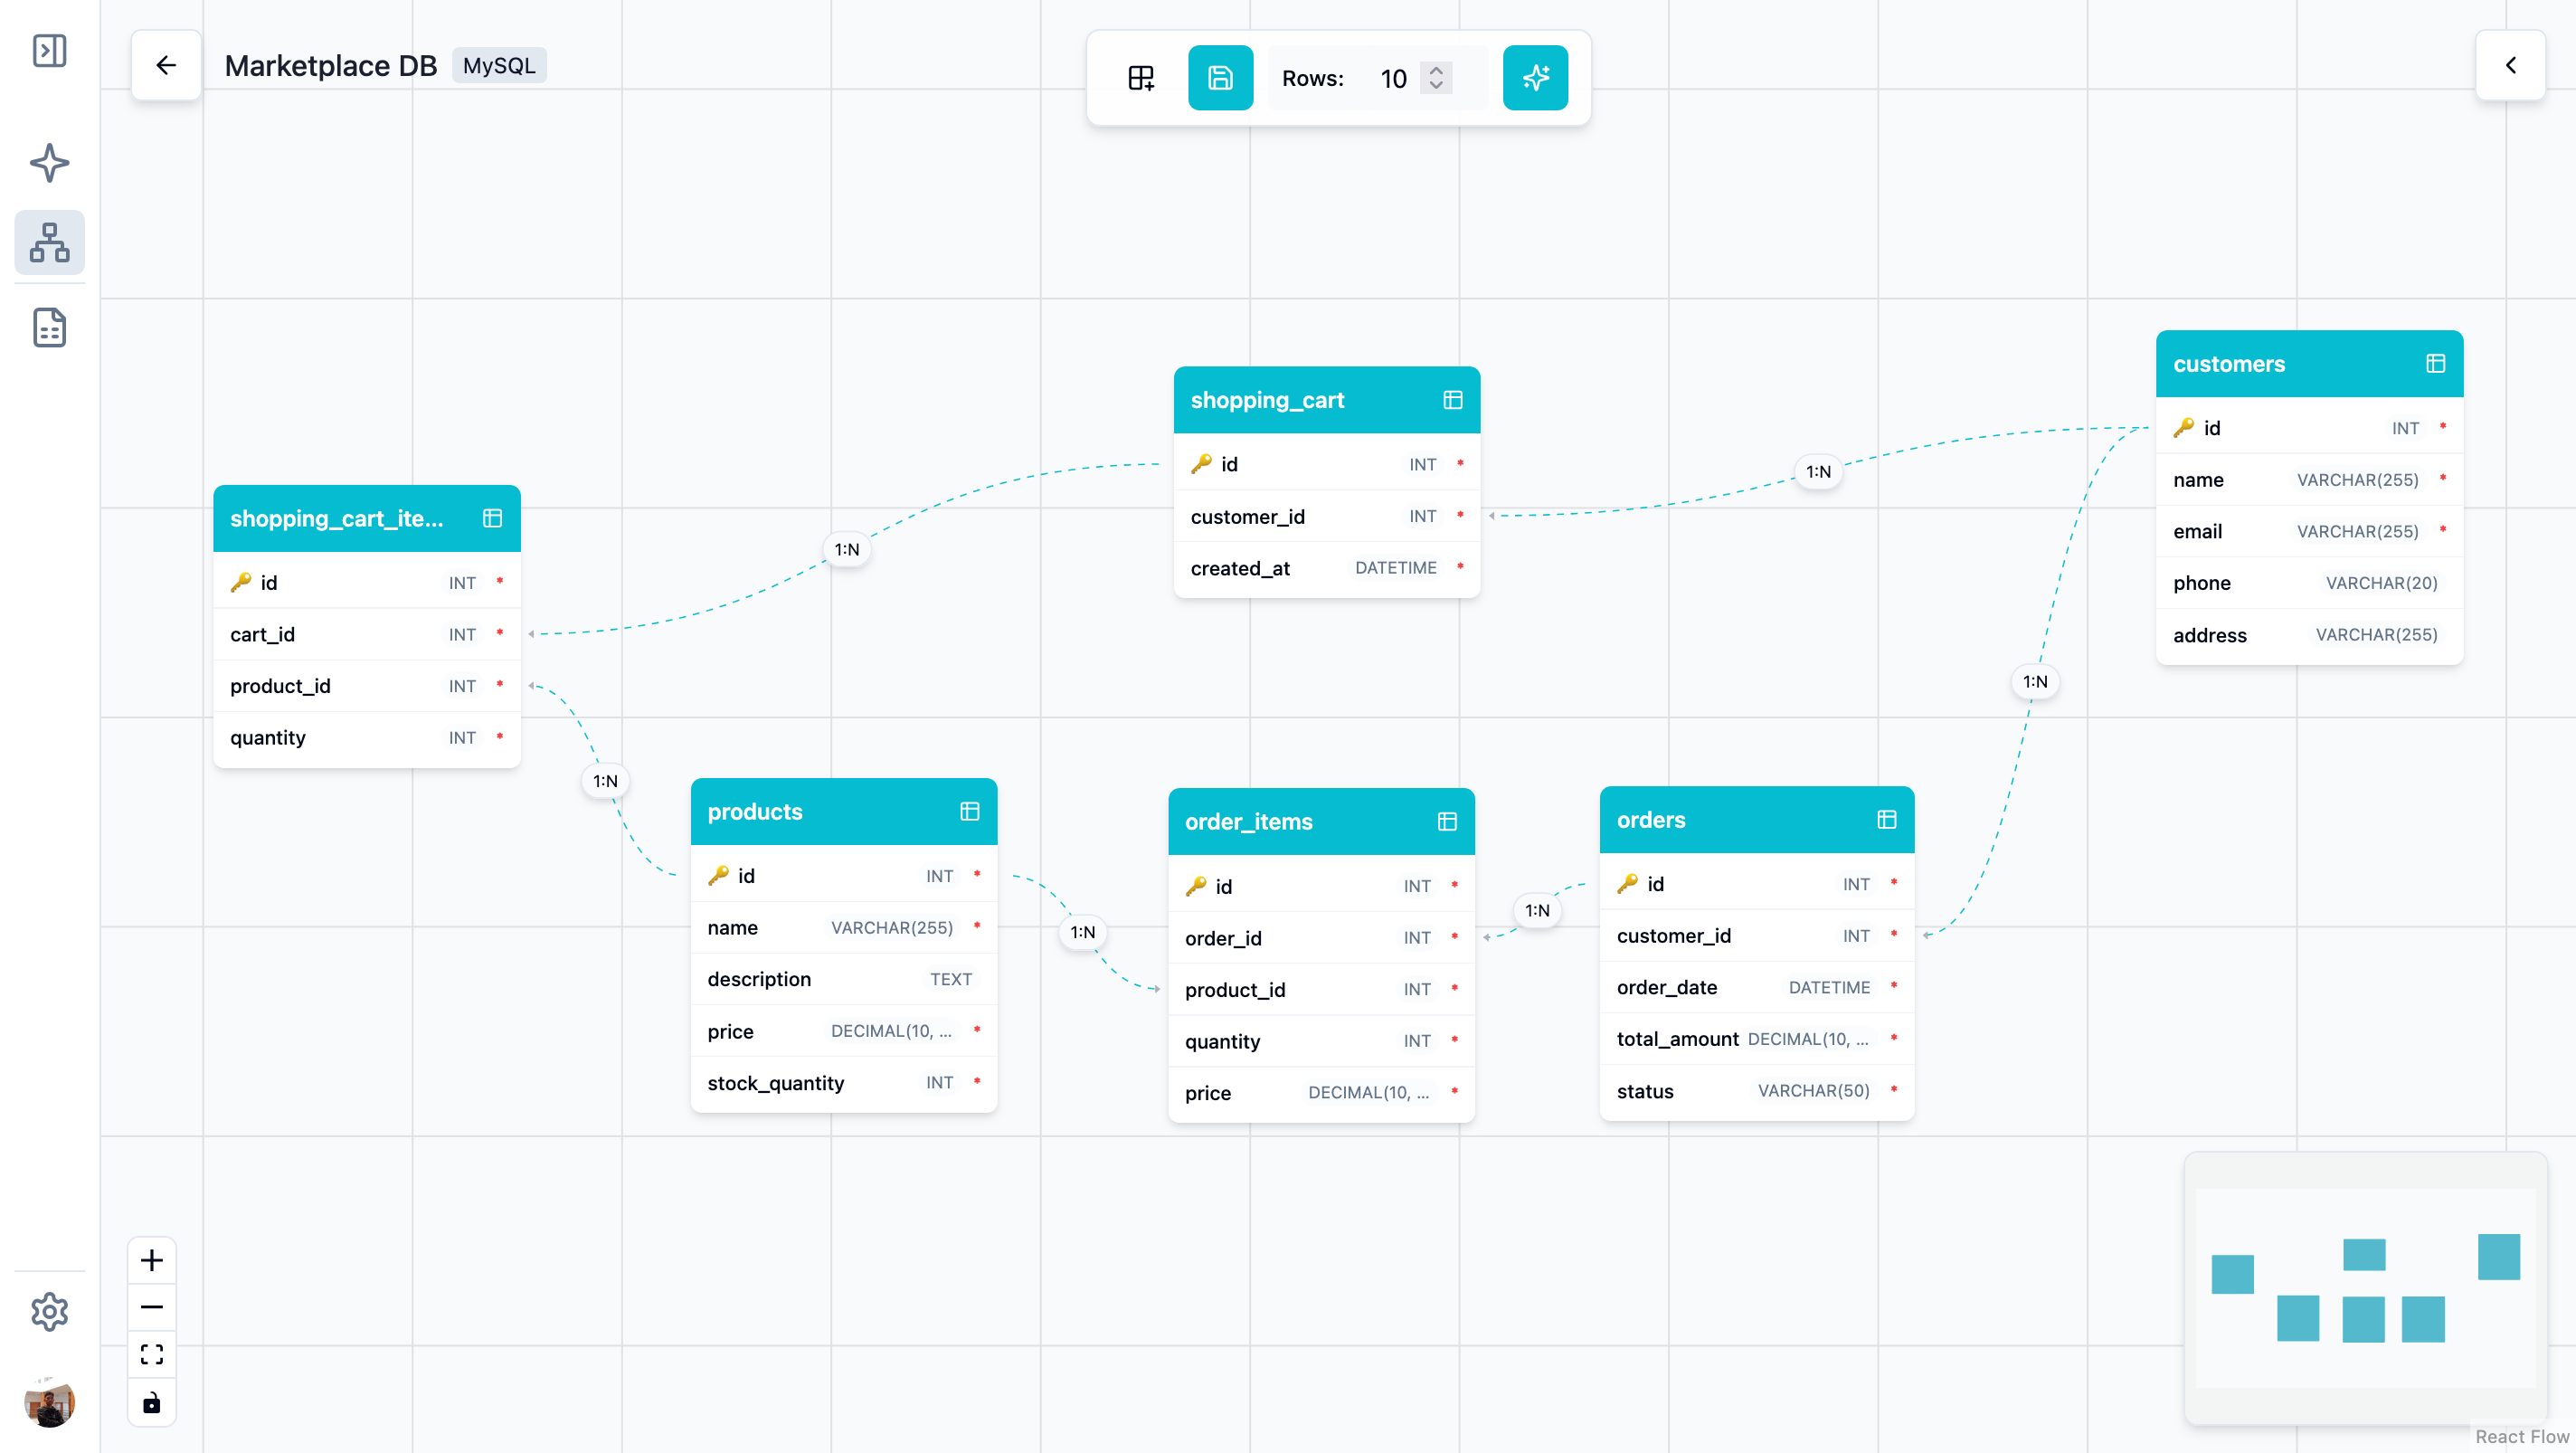 Marketplace DB MySQL
Rows: 10
customers
🔑 id INT *
name VARCHAR(255) *
email VARCHAR(255) *
phone VARCHAR(20)
address VARCHAR(255)
shopping_cart
🔑 id INT *
customer_id INT *
created_at DATETIME *
shopping_cart_ite...
🔑 id INT *
cart_id INT *
product_id INT *
quantity INT *
1:N
1:N
1:N
1:N
1:N
1:N
products
🔑 id INT *
name VARCHAR(255) *
description TEXT
price DECIMAL(10, ... *
stock_quantity INT *
order_items
🔑 id INT *
order_id INT *
product_id INT *
quantity INT *
price DECIMAL(10, ... *
orders
🔑 id INT *
customer_id INT *
order_date DATETIME *
total_amount DECIMAL(10, ... *
status VARCHAR(50) *
React Flow